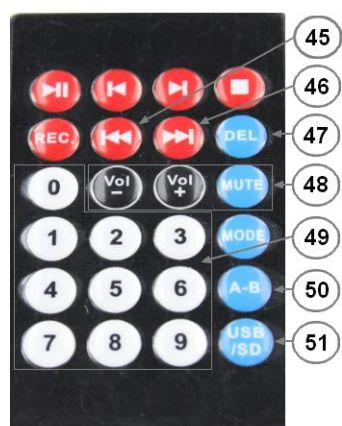 45
46
REC. DEL 47
0 Vol - Vol + MUTE 48
1 2 3 MODE 49
4 5 6 A-B 50
7 8 9 USB /SD 51